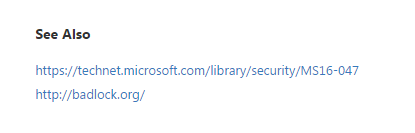 See Also
https://technet.microsoft.com/library/security/MS16-047
http://badlock.org/